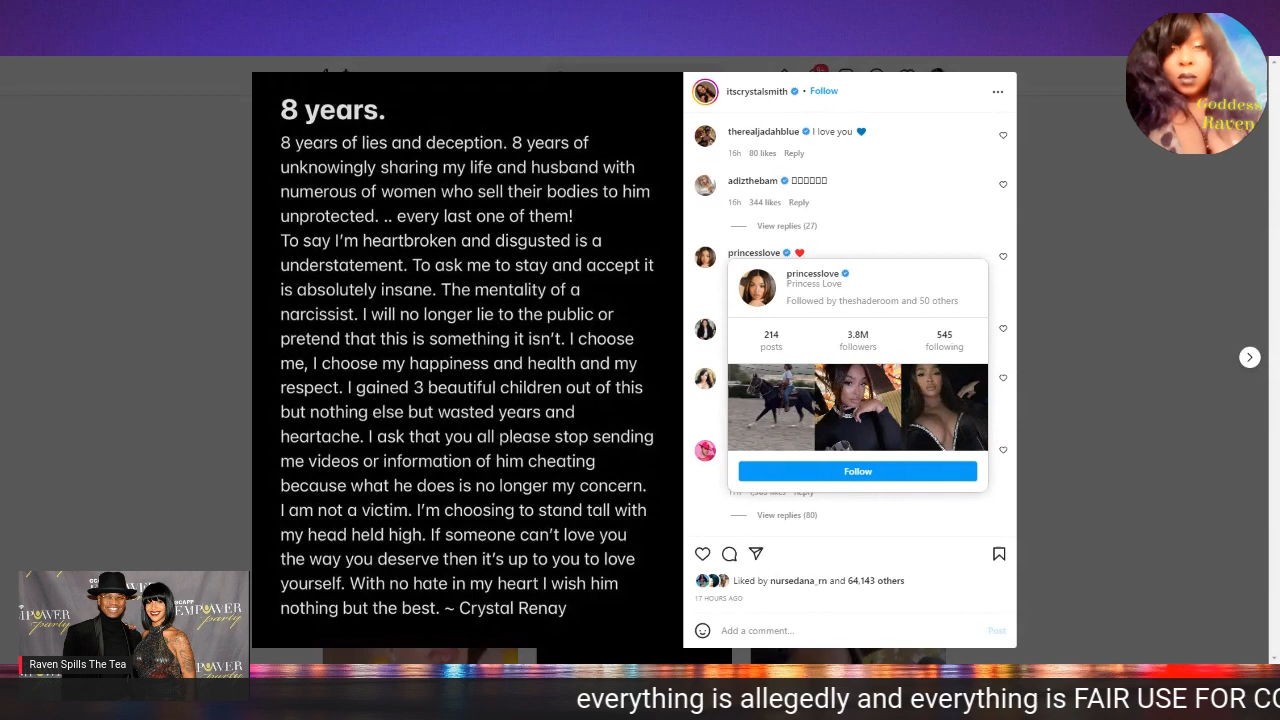 8 years.
8 years of lies and deception. 8 years of
unknowingly sharing my life and husband with
numerous of women who sell their bodies to him
unprotected. .. every last one of them!
To say I'm heartbroken and disgusted is a
understatement. To ask me to stay and accept it
is absolutely insane. The mentality of a
narcissist. I will no longer lie to the public or
pretend that this is something it isn't. I choose
me, I choose my happiness and health and my
respect. I gained 3 beautiful children out of this
but nothing else but wasted years and
heartache. I ask that you all please stop sending
me videos or information of him cheating
because what he does is no longer my concern.
I am not a victim. I'm choosing to stand tall with
my head held high. If someone can't love you
the way you deserve then it's up to you to love
yourself. With no hate in my heart I wish him
nothing but the best. ~ Crystal Renay
itscrystalsmith • Follow
therealjadahblue I love you
16h 80 likes Reply
adizthebam
16h 344 likes Reply
View replies (27)
princesslove
princesslove
Princess Love
Followed by theshaderoom and 50 others
214 3.8M 545
posts followers following
Follow
Reply
View replies (80)
Liked by nursedana_rn and 64,143 others
17 HOURS AGO
Add a comment...
Post
Goddess
Raven
POWER
EMPOWER
party
POWER
Raven Spills The Tea
everything is allegedly and everything is FAIR USE FOR CO